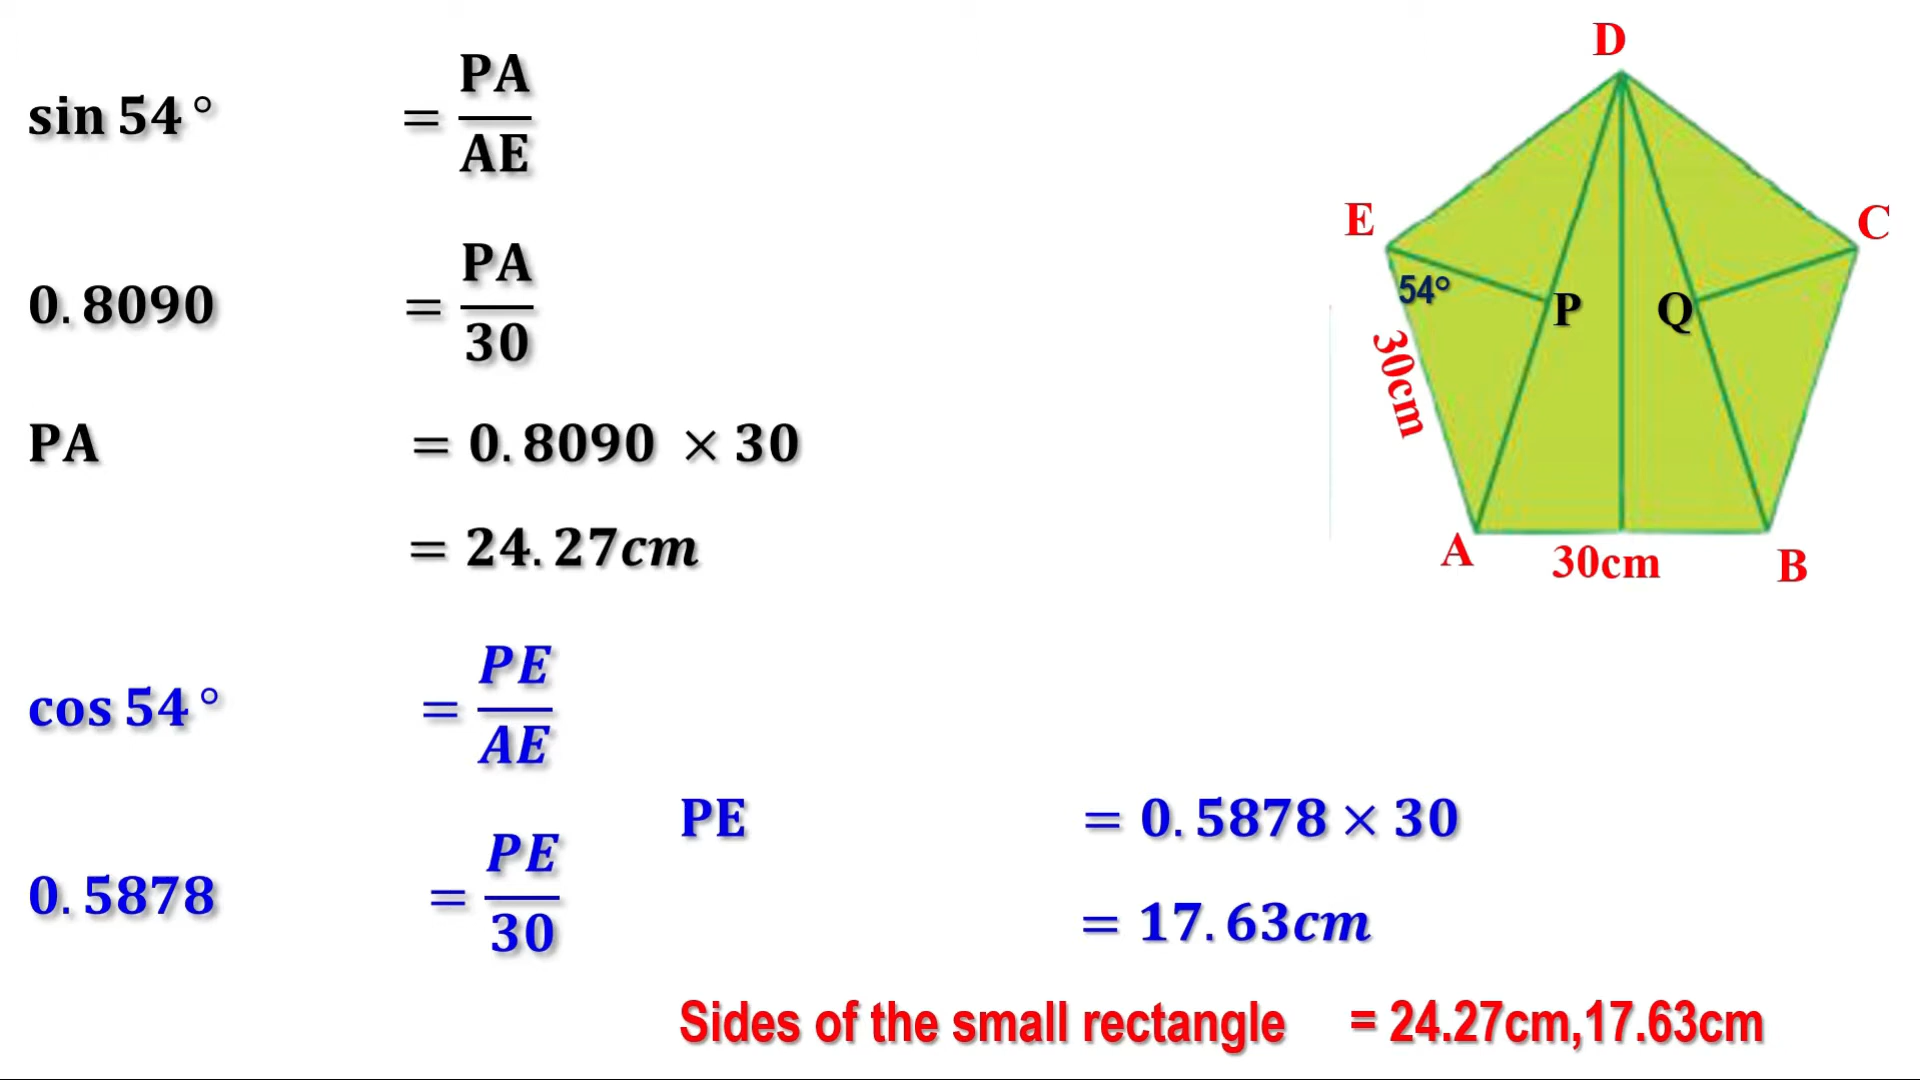 sin 54° = PA/AE
0.8090 = PA/30
PA = 0.8090 × 30
= 24.27cm
cos 54° = PE/AE
0.5878 = PE/30
PE = 0.5878 × 30
= 17.63cm
Sides of the small rectangle = 24.27cm,17.63cm
D
E
C
54°
P
Q
30cm
A
30cm
B